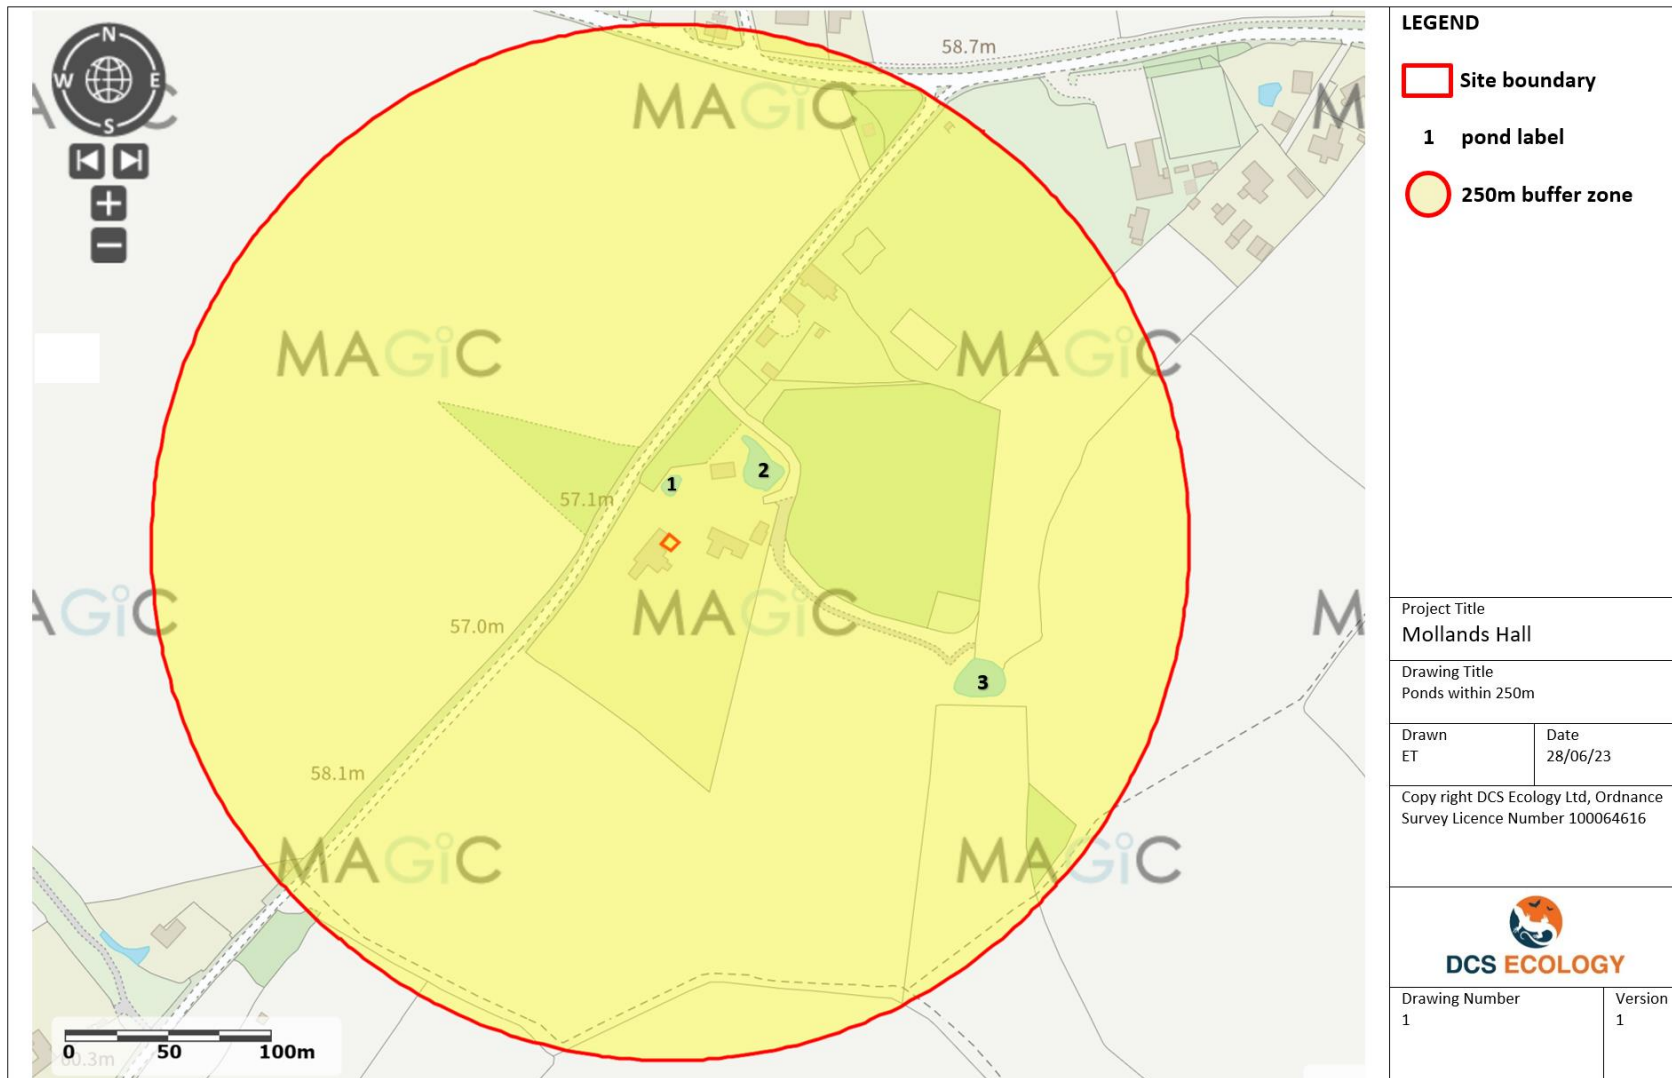 N
W
E
S
58.7m
MAGiC
MAGiC
MAGiC
1
2
57.1m
57.0m
MAGiC
3
58.1m
MAGiC
MAGiC
0 50 100m
LEGEND
Site boundary
1 pond label
250m buffer zone
Project Title
Mollands Hall
Drawing Title
Ponds within 250m
Drawn
ET
Date
28/06/23
Copy right DCS Ecology Ltd, Ordnance
Survey Licence Number 100064616
DCS ECOLOGY
Drawing Number
1
Version
1